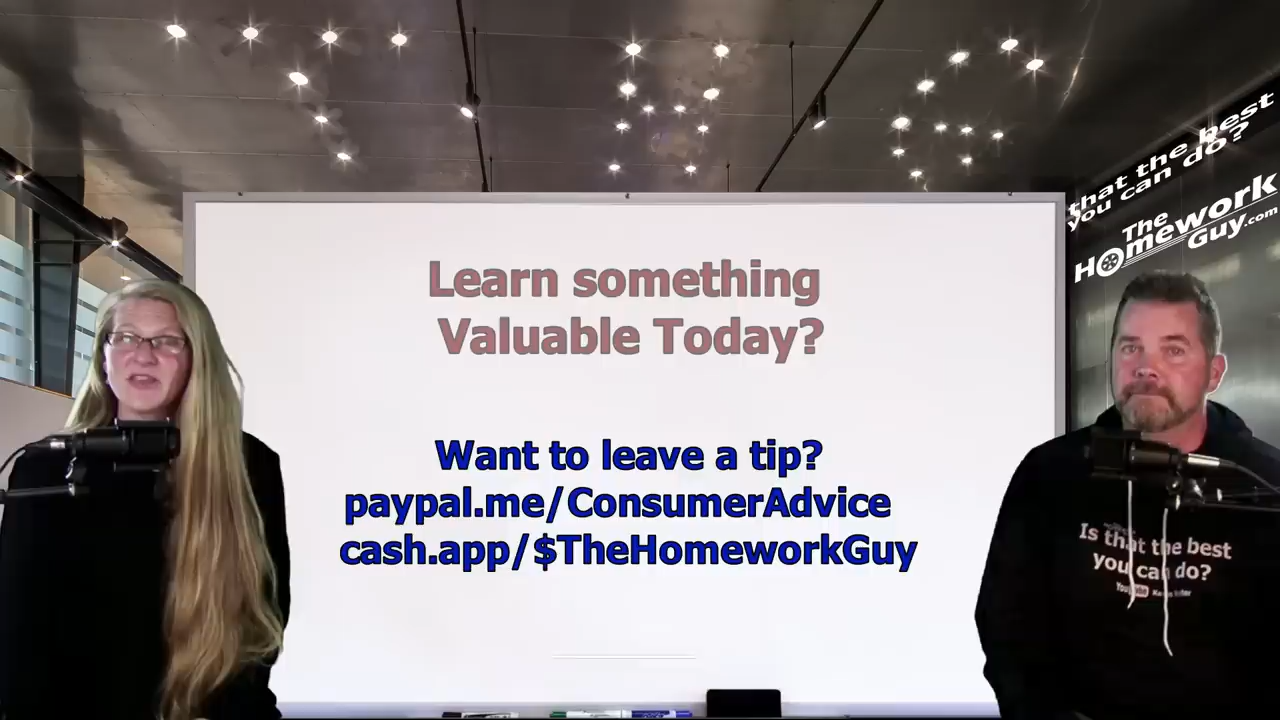 Learn something
Valuable Today?
Want to leave a tip?
paypal.me/ConsumerAdvice
cash.app/$TheHomeworkGuy
that the best
you can do?
The
Homework
Guy.com
Is that the best
you can do?
YouTube